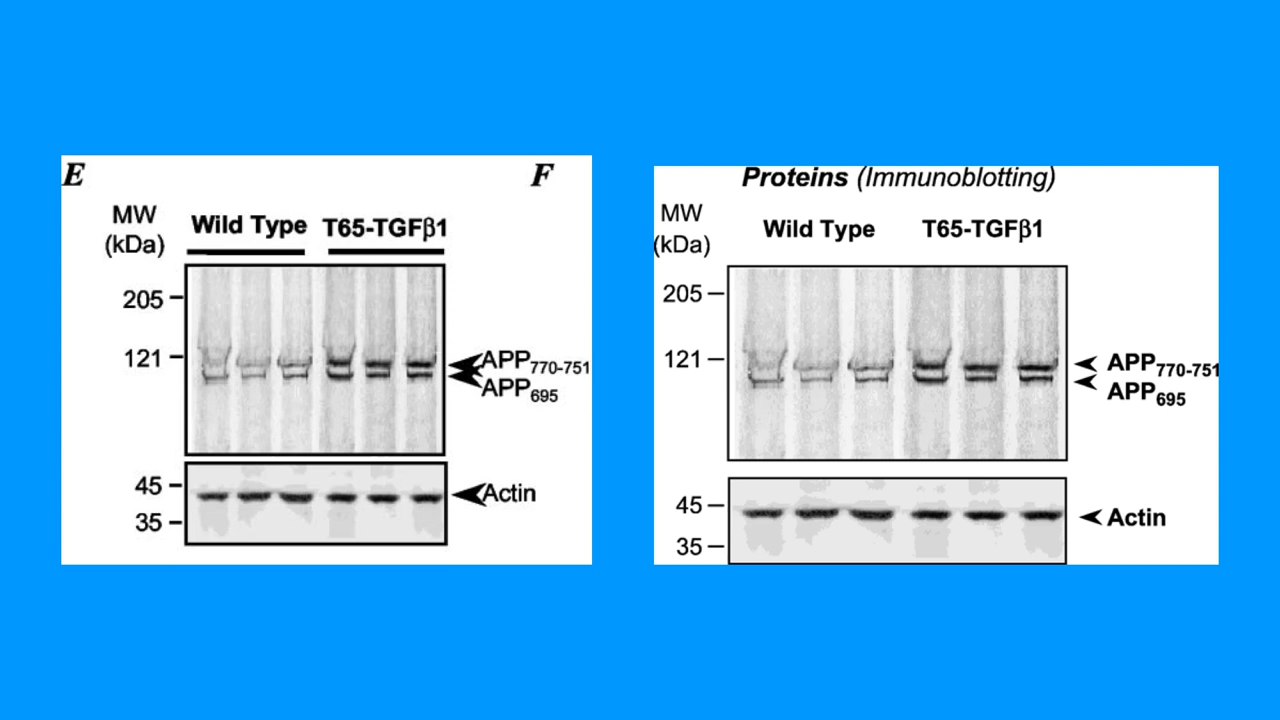 E F
MW
(kDa)
Wild Type T65-TGFβ1
205
121
APP770-751
APP695
45
35
Actin
Proteins (Immunoblotting)
MW
(kDa)
Wild Type T65-TGFβ1
205
121
APP770-751
APP695
45
35
Actin